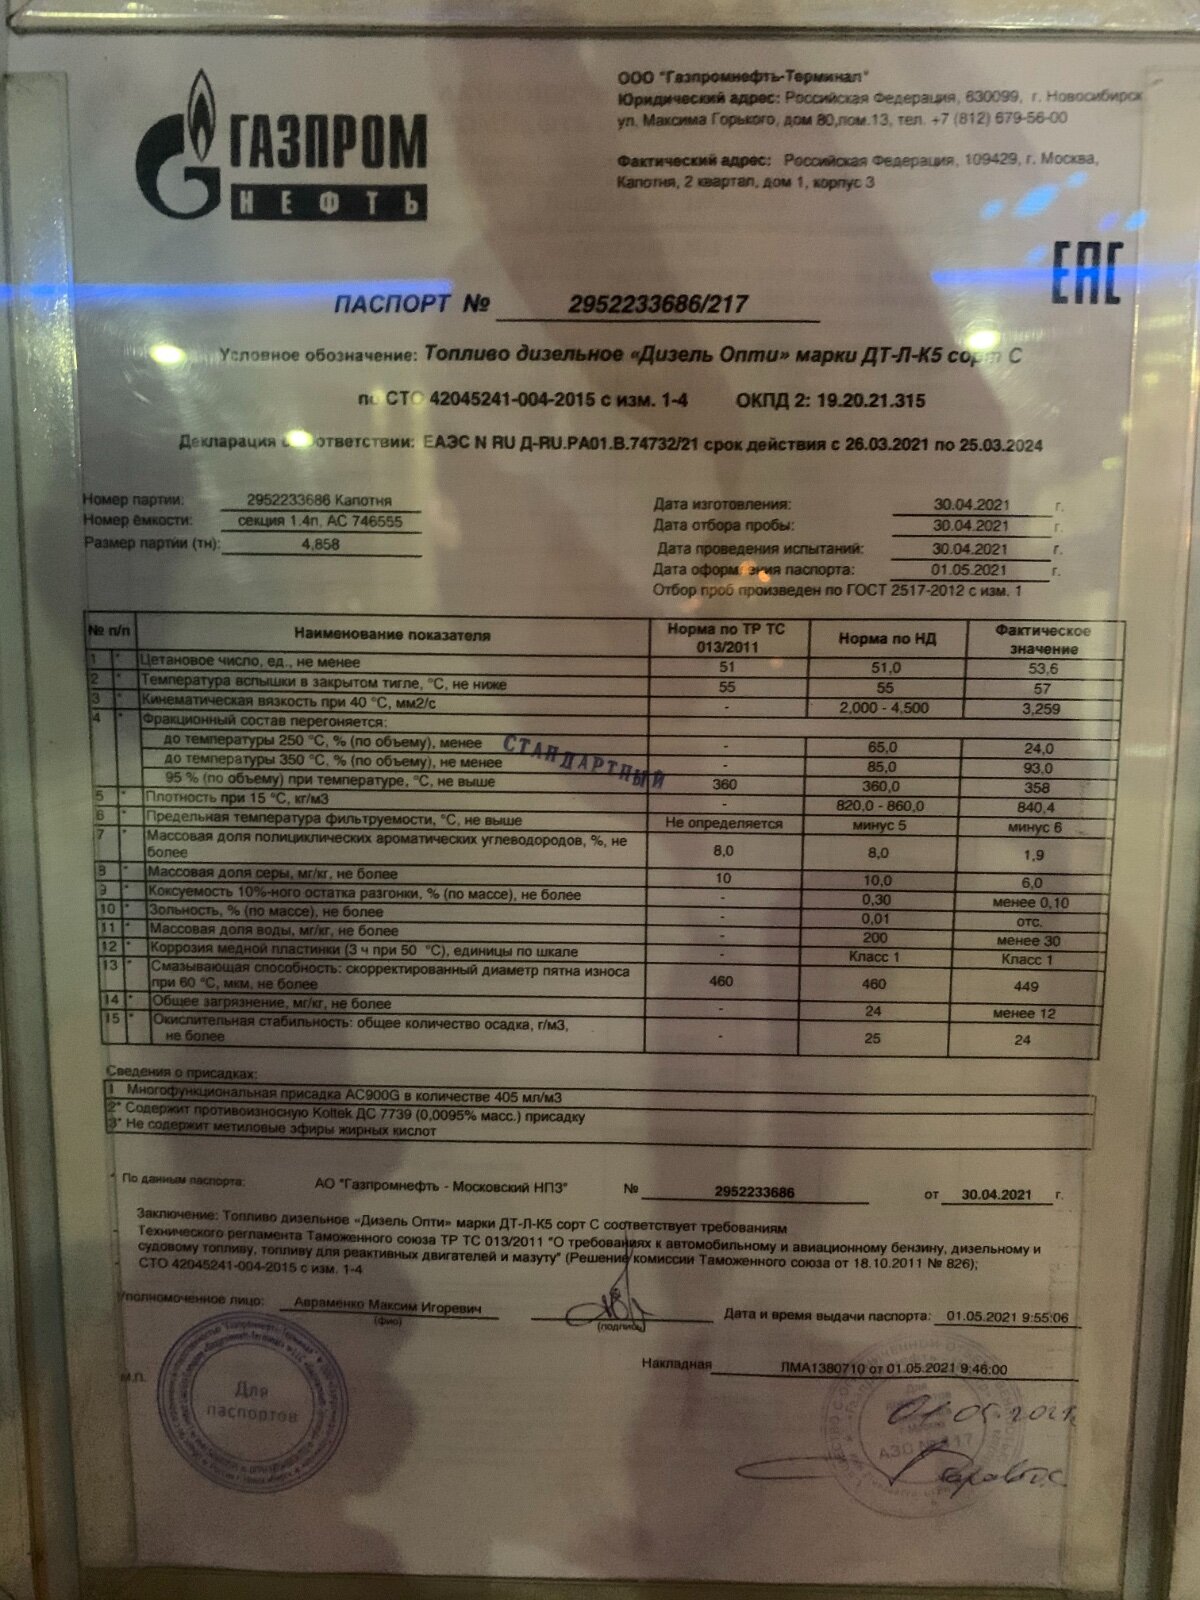 ГАЗПРОМ
НЕФТЬ
ООО "Газпромнефть-Терминал"
Юридический адрес: Российская Федерация, 630099, г. Новосибирск
ул. Максима Горького, дом 80,пом.13, тел. +7 (812) 679-56-00
Фактический адрес: Российская Федерация, 109429, г. Москва,
Капотня, 2 квартал, дом 1, корпус 3
ЕАС
ПАСПОРТ № 2952233686/217
Условное обозначение: Топливо дизельное «Дизель Опти» марки ДТ-Л-К5 сорт С
по СТО 42045241-004-2015 с изм. 1-4 ОКПД 2: 19.20.21.315
Декларация о соответствии: ЕАЭС N RU Д-RU.РА01.В.74732/21 срок действия с 26.03.2021 по 25.03.2024
Номер партии: 2952233686 Капотня
Номер ёмкости: секция 1.4п, АС 746555
Размер партии (тн): 4,858
Дата изготовления: 30.04.2021 г.
Дата отбора пробы: 30.04.2021 г.
Дата проведения испытаний: 30.04.2021 г.
Дата оформления паспорта: 01.05.2021 г.
Отбор проб произведен по ГОСТ 2517-2012 с изм. 1
№ п/п Наименование показателя Норма по ТР ТС 013/2011 Норма по НД Фактическое значение
1 * Цетановое число, ед., не менее 51 51,0 53,6
2 * Температура вспышки в закрытом тигле, °С, не ниже 55 55 57
3 * Кинематическая вязкость при 40 °С, мм2/с - 2,000 - 4,500 3,259
4 * Фракционный состав перегоняется:
до температуры 250 °С, % (по объему), менее - 65,0 24,0
до температуры 350 °С, % (по объему), не менее - 85,0 93,0
95 % (по объему) при температуре, °С, не выше 360 360,0 358
СТАНДАРТНЫЙ
5 * Плотность при 15 °С, кг/м3 - 820,0 - 860,0 840,4
6 * Предельная температура фильтруемости, °С, не выше Не определяется минус 5 минус 6
7 * Массовая доля полициклических ароматических углеводородов, %, не
более 8,0 8,0 1,9
8 * Массовая доля серы, мг/кг, не более 10 10,0 6,0
9 * Коксуемость 10%-ного остатка разгонки, % (по массе), не более - 0,30 менее 0,10
10 * Зольность, % (по массе), не более - 0,01 отс.
11 * Массовая доля воды, мг/кг, не более - 200 менее 30
12 * Коррозия медной пластинки (3 ч при 50 °С), единицы по шкале - Класс 1 Класс 1
13 * Смазывающая способность: скорректированный диаметр пятна износа
при 60 °С, мкм, не более 460 460 449
14 * Общее загрязнение, мг/кг, не более - 24 менее 12
15 * Окислительная стабильность: общее количество осадка, г/м3,
не более - 25 24
Сведения о присадках:
1 Многофункциональная присадка АС900G в количестве 405 мл/м3
2* Содержит противоизносную Koltek ДС 7739 (0,0095% масс.) присадку
3* Не содержит метиловые эфиры жирных кислот
* По данным паспорта: АО "Газпромнефть - Московский НПЗ" № 2952233686 от 30.04.2021 г.
Заключение: Топливо дизельное «Дизель Опти» марки ДТ-Л-К5 сорт С соответствует требованиям
Технического регламента Таможенного союза ТР ТС 013/2011 "О требованиях к автомобильному и авиационному бензину, дизельному и
судовому топливу, топливу для реактивных двигателей и мазуту" (Решение комиссии Таможенного союза от 18.10.2011 № 826);
СТО 42045241-004-2015 с изм. 1-4
Уполномоченное лицо: Авраменко Максим Игоревич
(фио) (подпись)
Дата и время выдачи паспорта: 01.05.2021 9:55:06
М.П.
Накладная ЛМА1380710 от 01.05.2021 9:46:00
Для
паспортов
01.05.2021